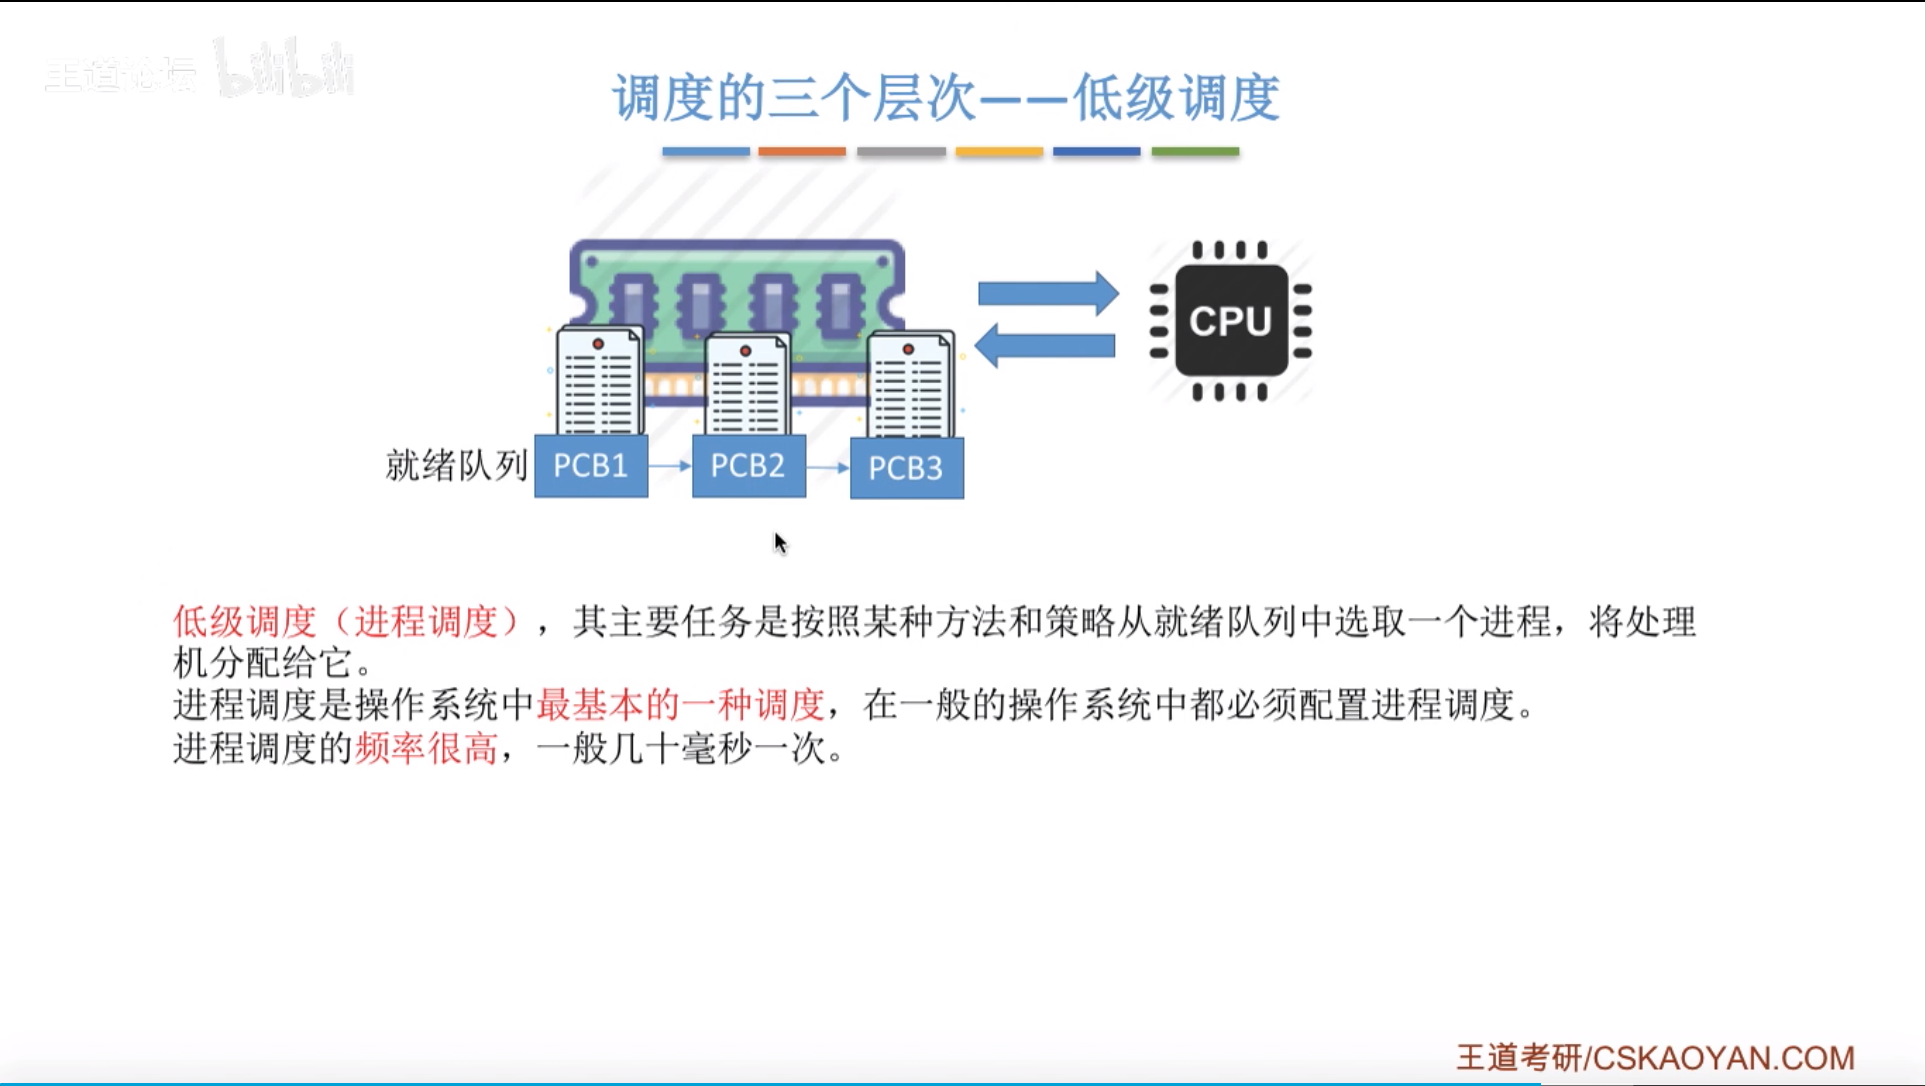 王道论坛 bilibili
调度的三个层次——低级调度
CPU
就绪队列 PCB1 PCB2 PCB3
低级调度（进程调度），其主要任务是按照某种方法和策略从就绪队列中选取一个进程，将处理
机分配给它。
进程调度是操作系统中最基本的一种调度，在一般的操作系统中都必须配置进程调度。
进程调度的频率很高，一般几十毫秒一次。
王道考研/CSKAOYAN.COM